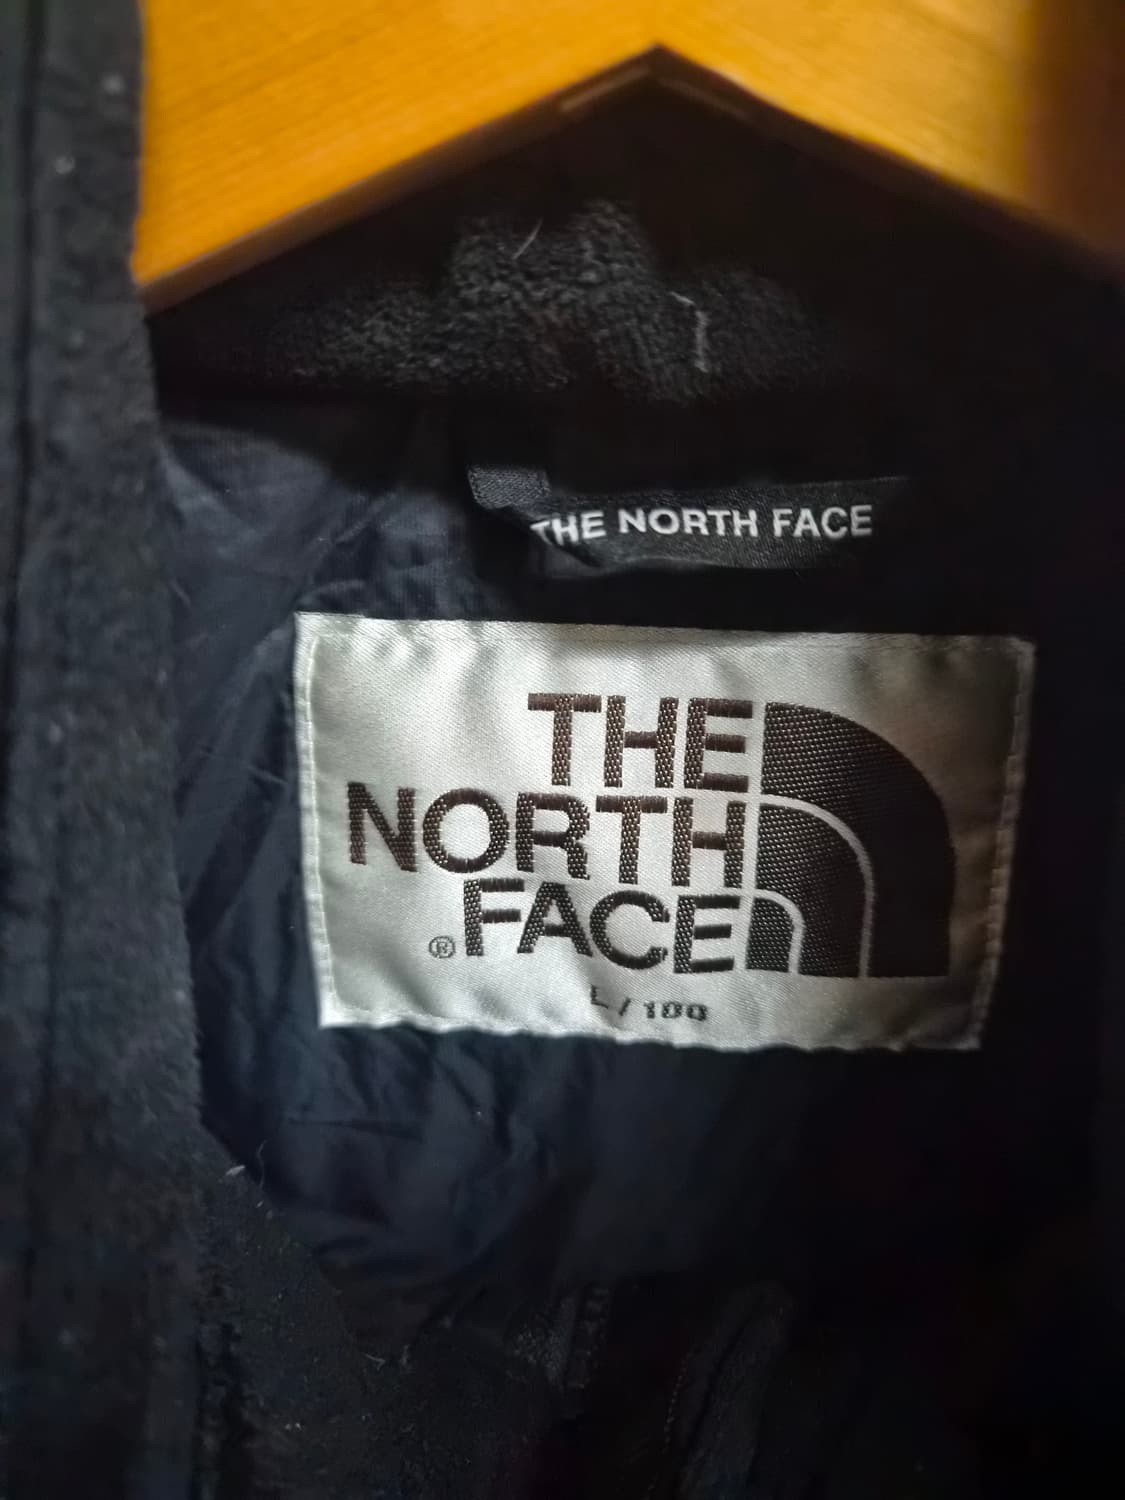 THE NORTH FACE
THE
NORTH
FACE
®
L / 100